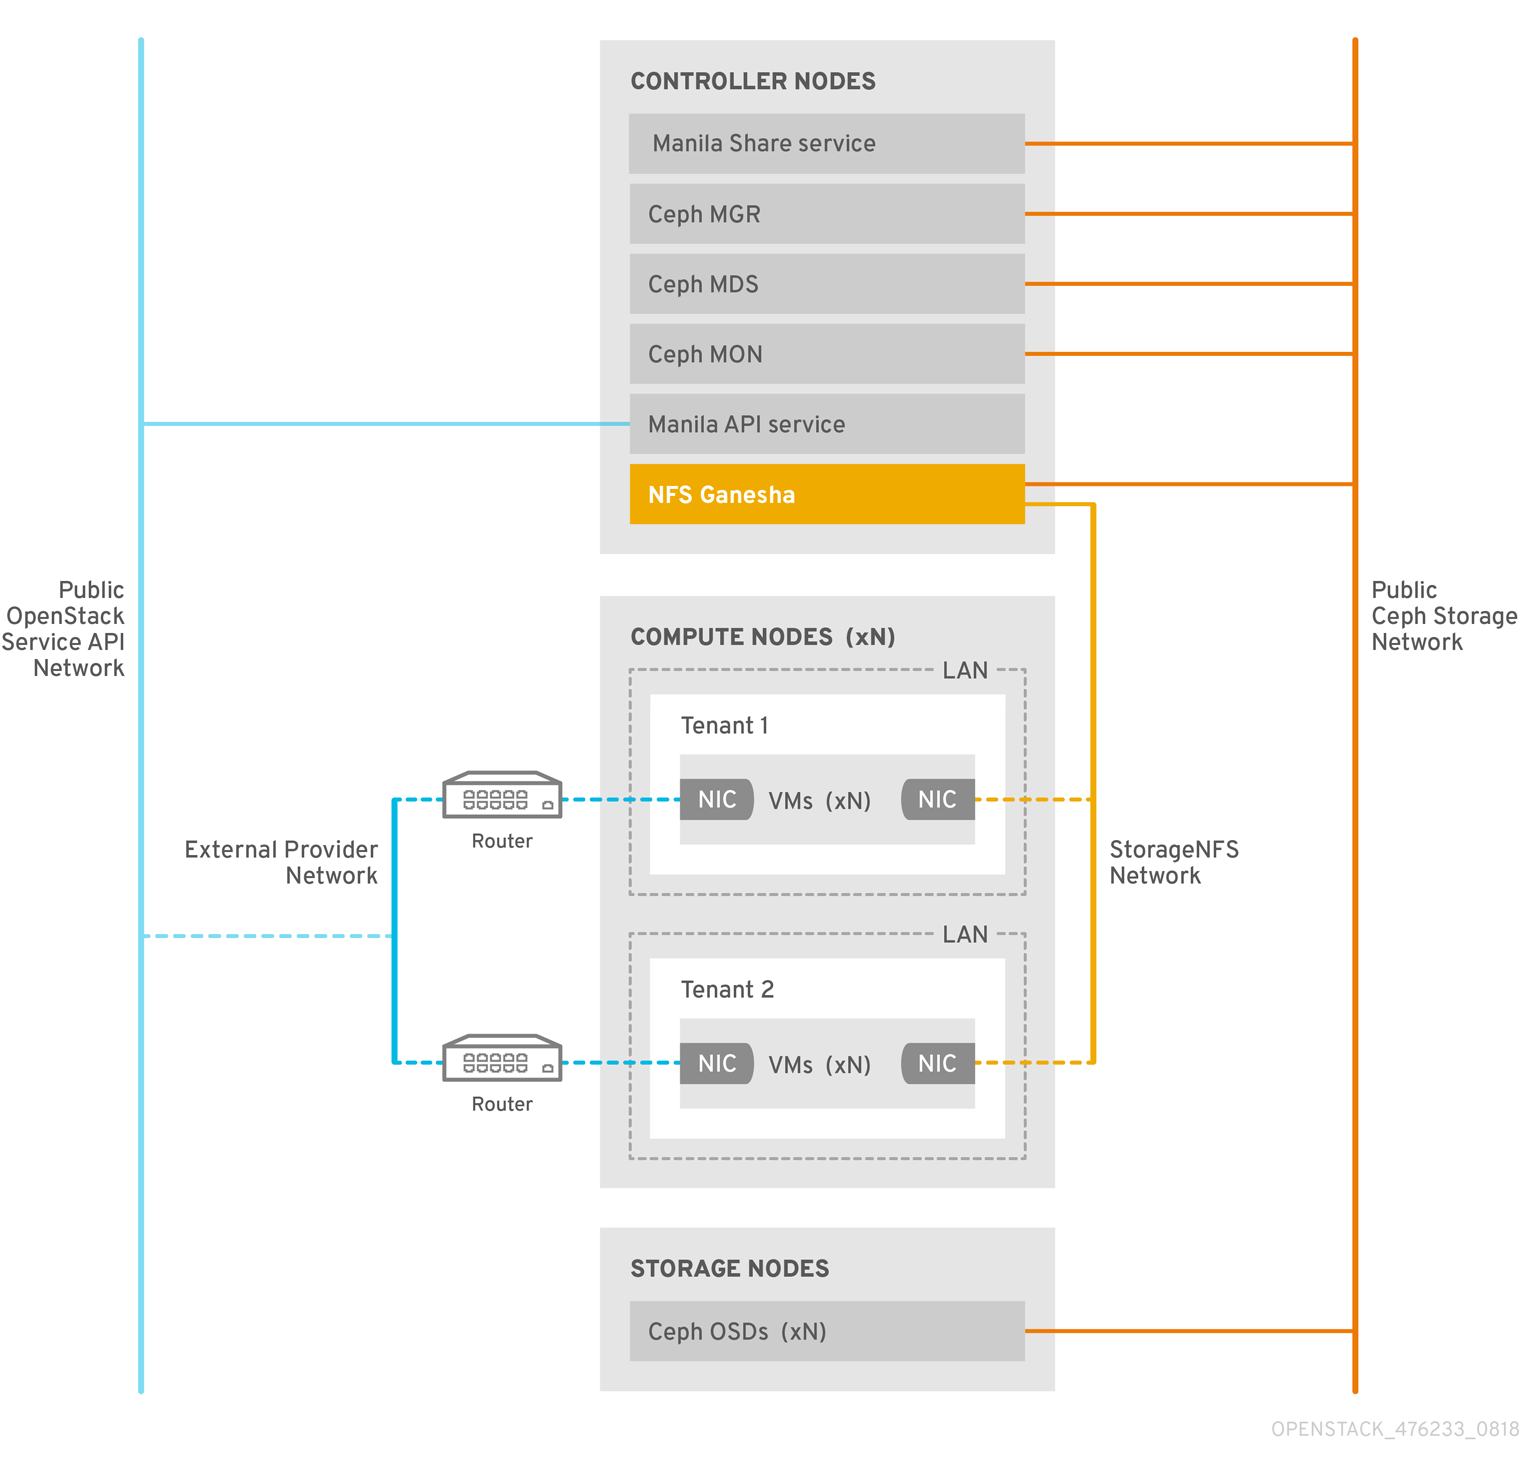 CONTROLLER NODES
Manila Share service
Ceph MGR
Ceph MDS
Ceph MON
Manila API service
NFS Ganesha
Public
OpenStack
Service API
Network
Public
Ceph Storage
Network
COMPUTE NODES (xN)
LAN
Tenant 1
NIC
VMs (xN)
NIC
Router
External Provider
Network
StorageNFS
Network
LAN
Tenant 2
NIC
VMs (xN)
NIC
Router
STORAGE NODES
Ceph OSDs (xN)
OPENSTACK_476233_0818